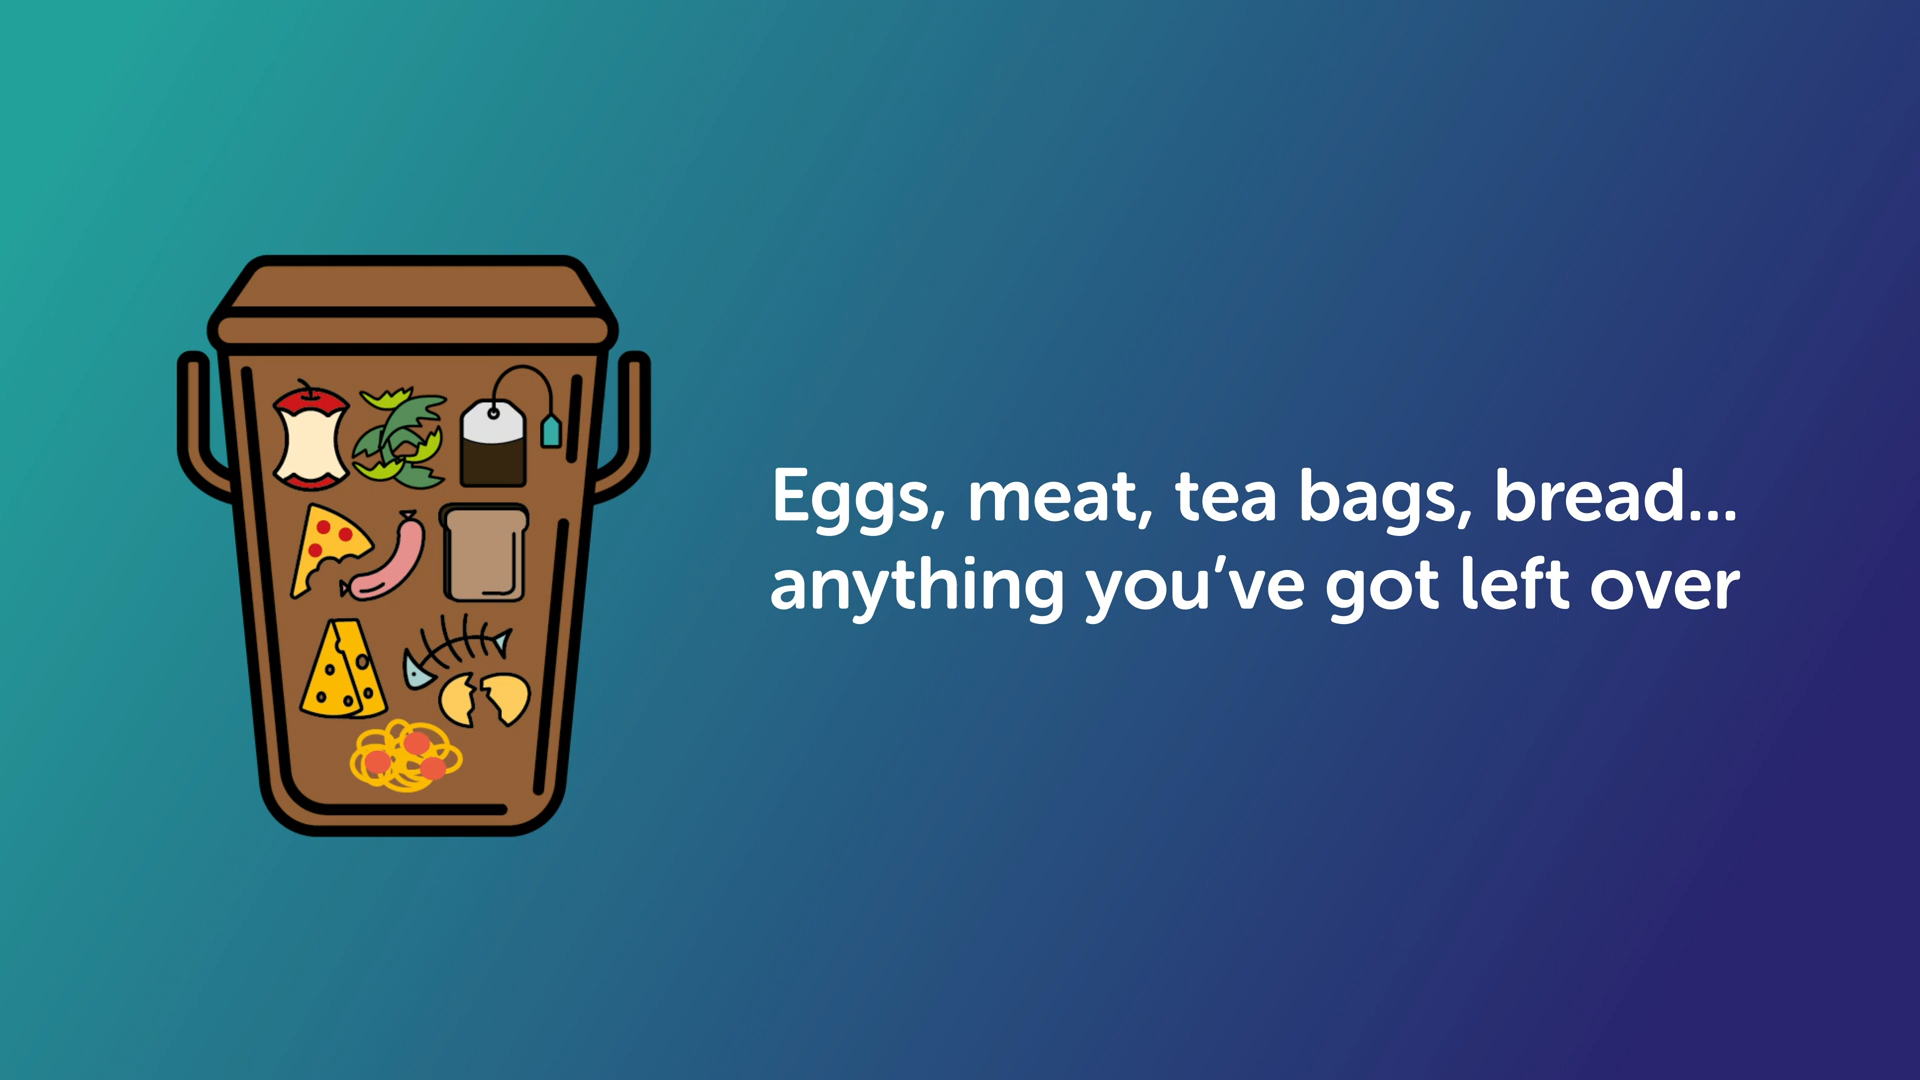 Eggs, meat, tea bags, bread...
anything you’ve got left over